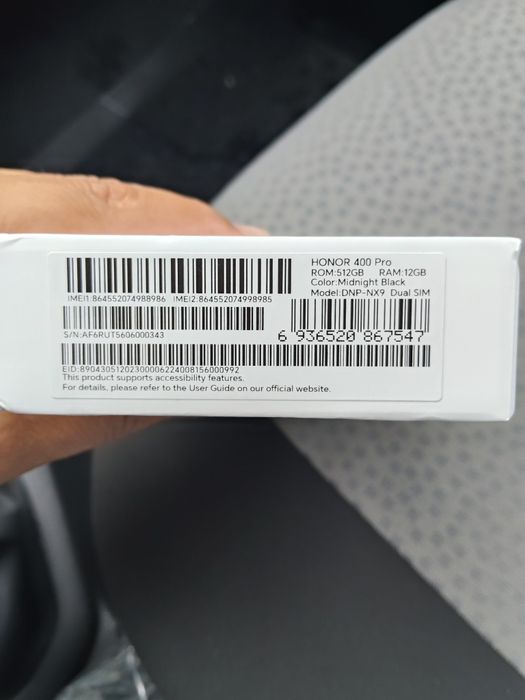 HONOR 400 Pro
ROM:512GB RAM:12GB
Color:Midnight Black
Model:DNP-NX9 Dual SIM
IMEI1:864552074988986 IMEI2:864552074998985
S/N:AF6RUT5606000343
6 936520 867547
EID:89043051202300006224008156000992
This product supports accessibility features.
For details, please refer to the User Guide on our official website.